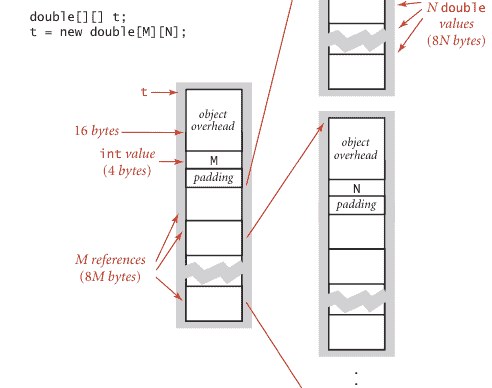 double[][] t;
t = new double[M][N];
N double
values
(8N bytes)
t
object
overhead
16 bytes
int value
(4 bytes)
M
padding
M references
(8M bytes)
object
overhead
N
padding